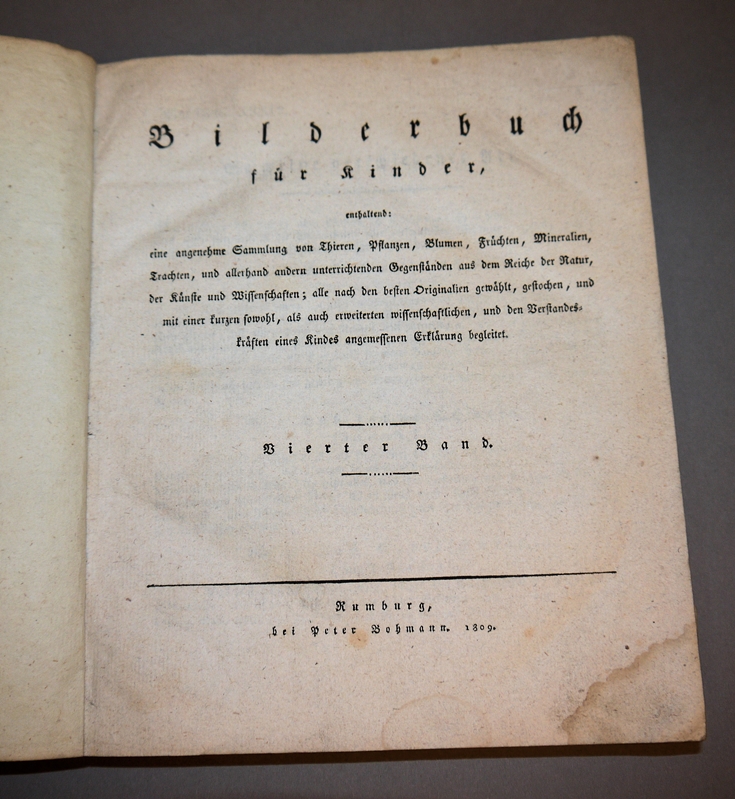 Bilderbuch
für Kinder,
enthaltend:
eine angenehme Sammlung von Thieren, Pflanzen, Blumen, Früchten, Mineralien,
Trachten, und allerhand andern unterrichtenden Gegenständen aus dem Reiche der Natur,
der Künste und Wissenschaften; alle nach den besten Originalien gewählt, gestochen, und
mit einer kurzen sowohl, als auch erweiterten wissenschaftlichen, und den Verstandes-
kräften eines Kindes angemessenen Erklärung begleitet.
Vierter Band.
Rumburg,
bei Peter Bohmann. 1809.